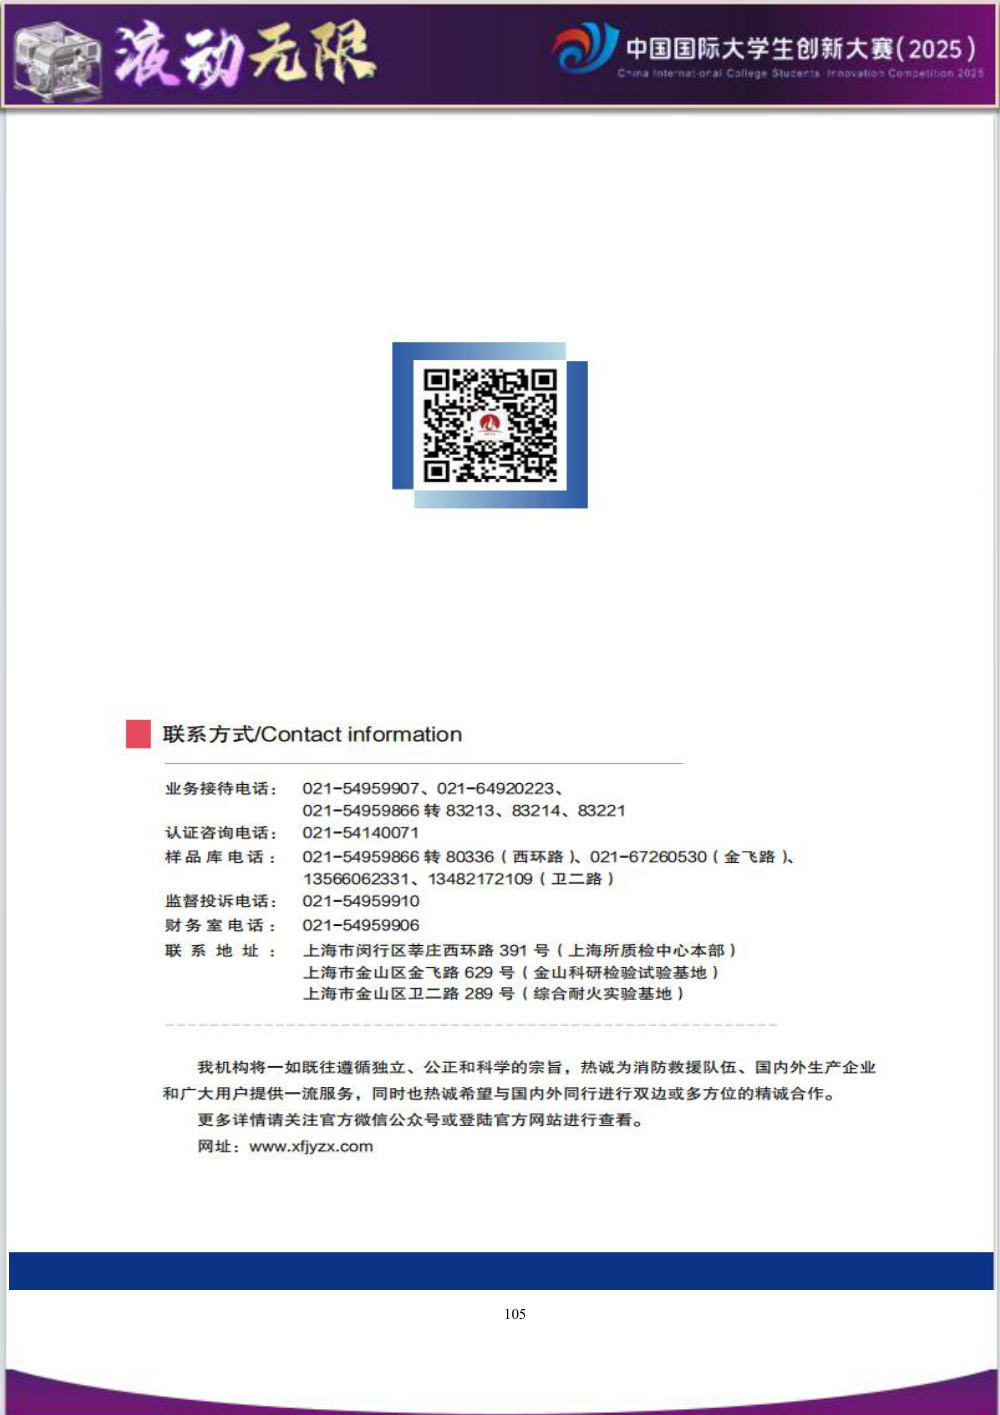 液动无限
中国国际大学生创新大赛(2025)
China International College Students' Innovation Competition 2025
联系方式/Contact information
业务接待电话： 021-54959907、021-64920223、
021-54959866 转 83213、83214、83221
认证咨询电话： 021-54140071
样品库电话： 021-54959866 转 80336（西环路）、021-67260530（金飞路）、
13566062331、13482172109（卫二路）
监督投诉电话： 021-54959910
财务室电话： 021-54959906
联系地址： 上海市闵行区莘庄西环路 391 号（上海所质检中心本部）
上海市金山区金飞路 629 号（金山科研检验试验基地）
上海市金山区卫二路 289 号（综合耐火实验基地）
我机构将一如既往遵循独立、公正和科学的宗旨，热诚为消防救援队伍、国内外生产企业
和广大用户提供一流服务，同时也热诚希望与国内外同行进行双边或多方位的精诚合作。
更多详情请关注官方微信公众号或登陆官方网站进行查看。
网址：www.xfjyzx.com
105